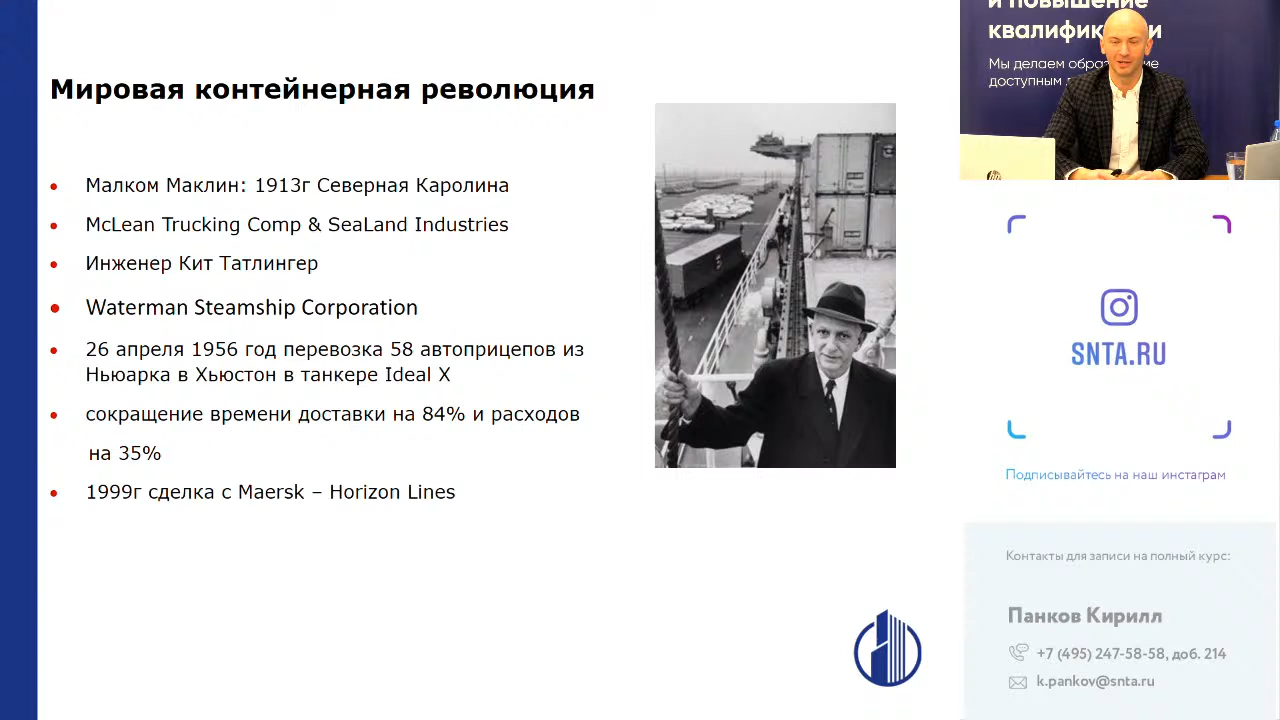 Мировая контейнерная революция
Малком Маклин: 1913г Северная Каролина
McLean Trucking Comp & SeaLand Industries
Инженер Кит Татлингер
Waterman Steamship Corporation
26 апреля 1956 год перевозка 58 автоприцепов из
Ньюарка в Хьюстон в танкере Ideal X
сокращение времени доставки на 84% и расходов
на 35%
1999г сделка с Maersk – Horizon Lines
и повышение
Мы делаем
доступным
hp
SNTA.RU
Подписывайтесь на наш инстаграм
Контакты для записи на полный курс:
Панков Кирилл
+7 (495) 247-58-58, доб. 214
k.pankov@snta.ru